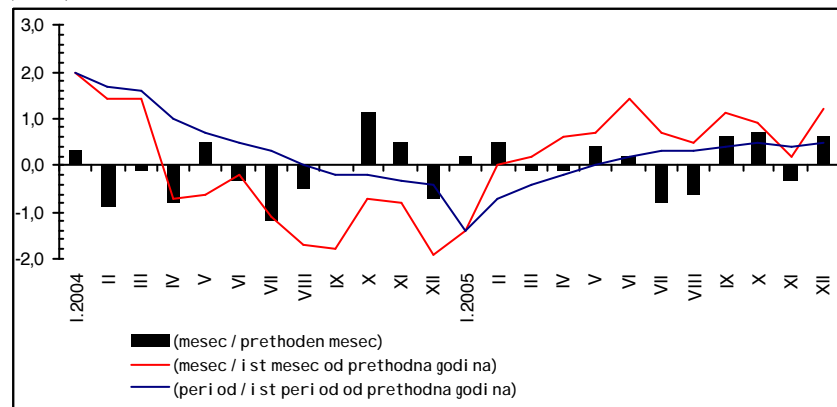 3,0
2,0
1,0
0,0
-1,0
-2,0
I.2004 II III IV V VI VII VIII IX X XI XII I.2005 II III IV V VI VII VIII IX X XI XII
(mesec / prethoden mesec)
(mesec / ist mesec od prethodna godina)
(period / ist period od prethodna godina)